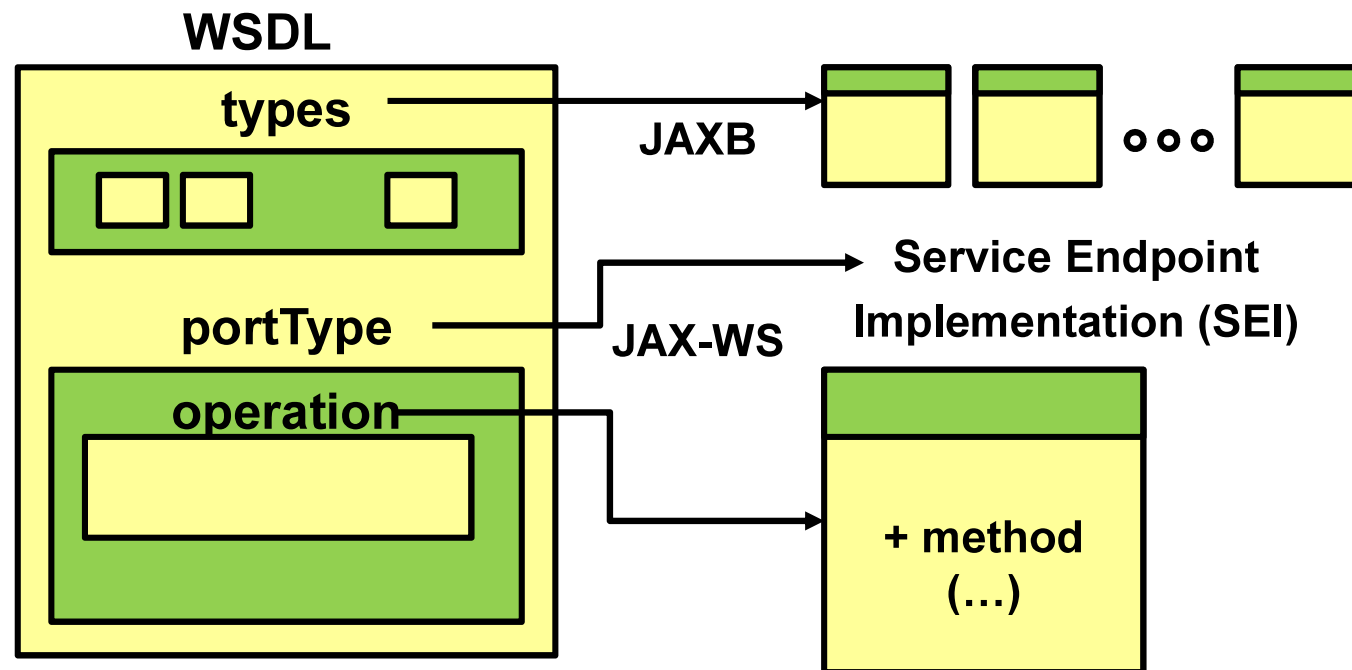 WSDL
types
JAXB
Service Endpoint
Implementation (SEI)
portType
JAX-WS
operation
+ method
(...)